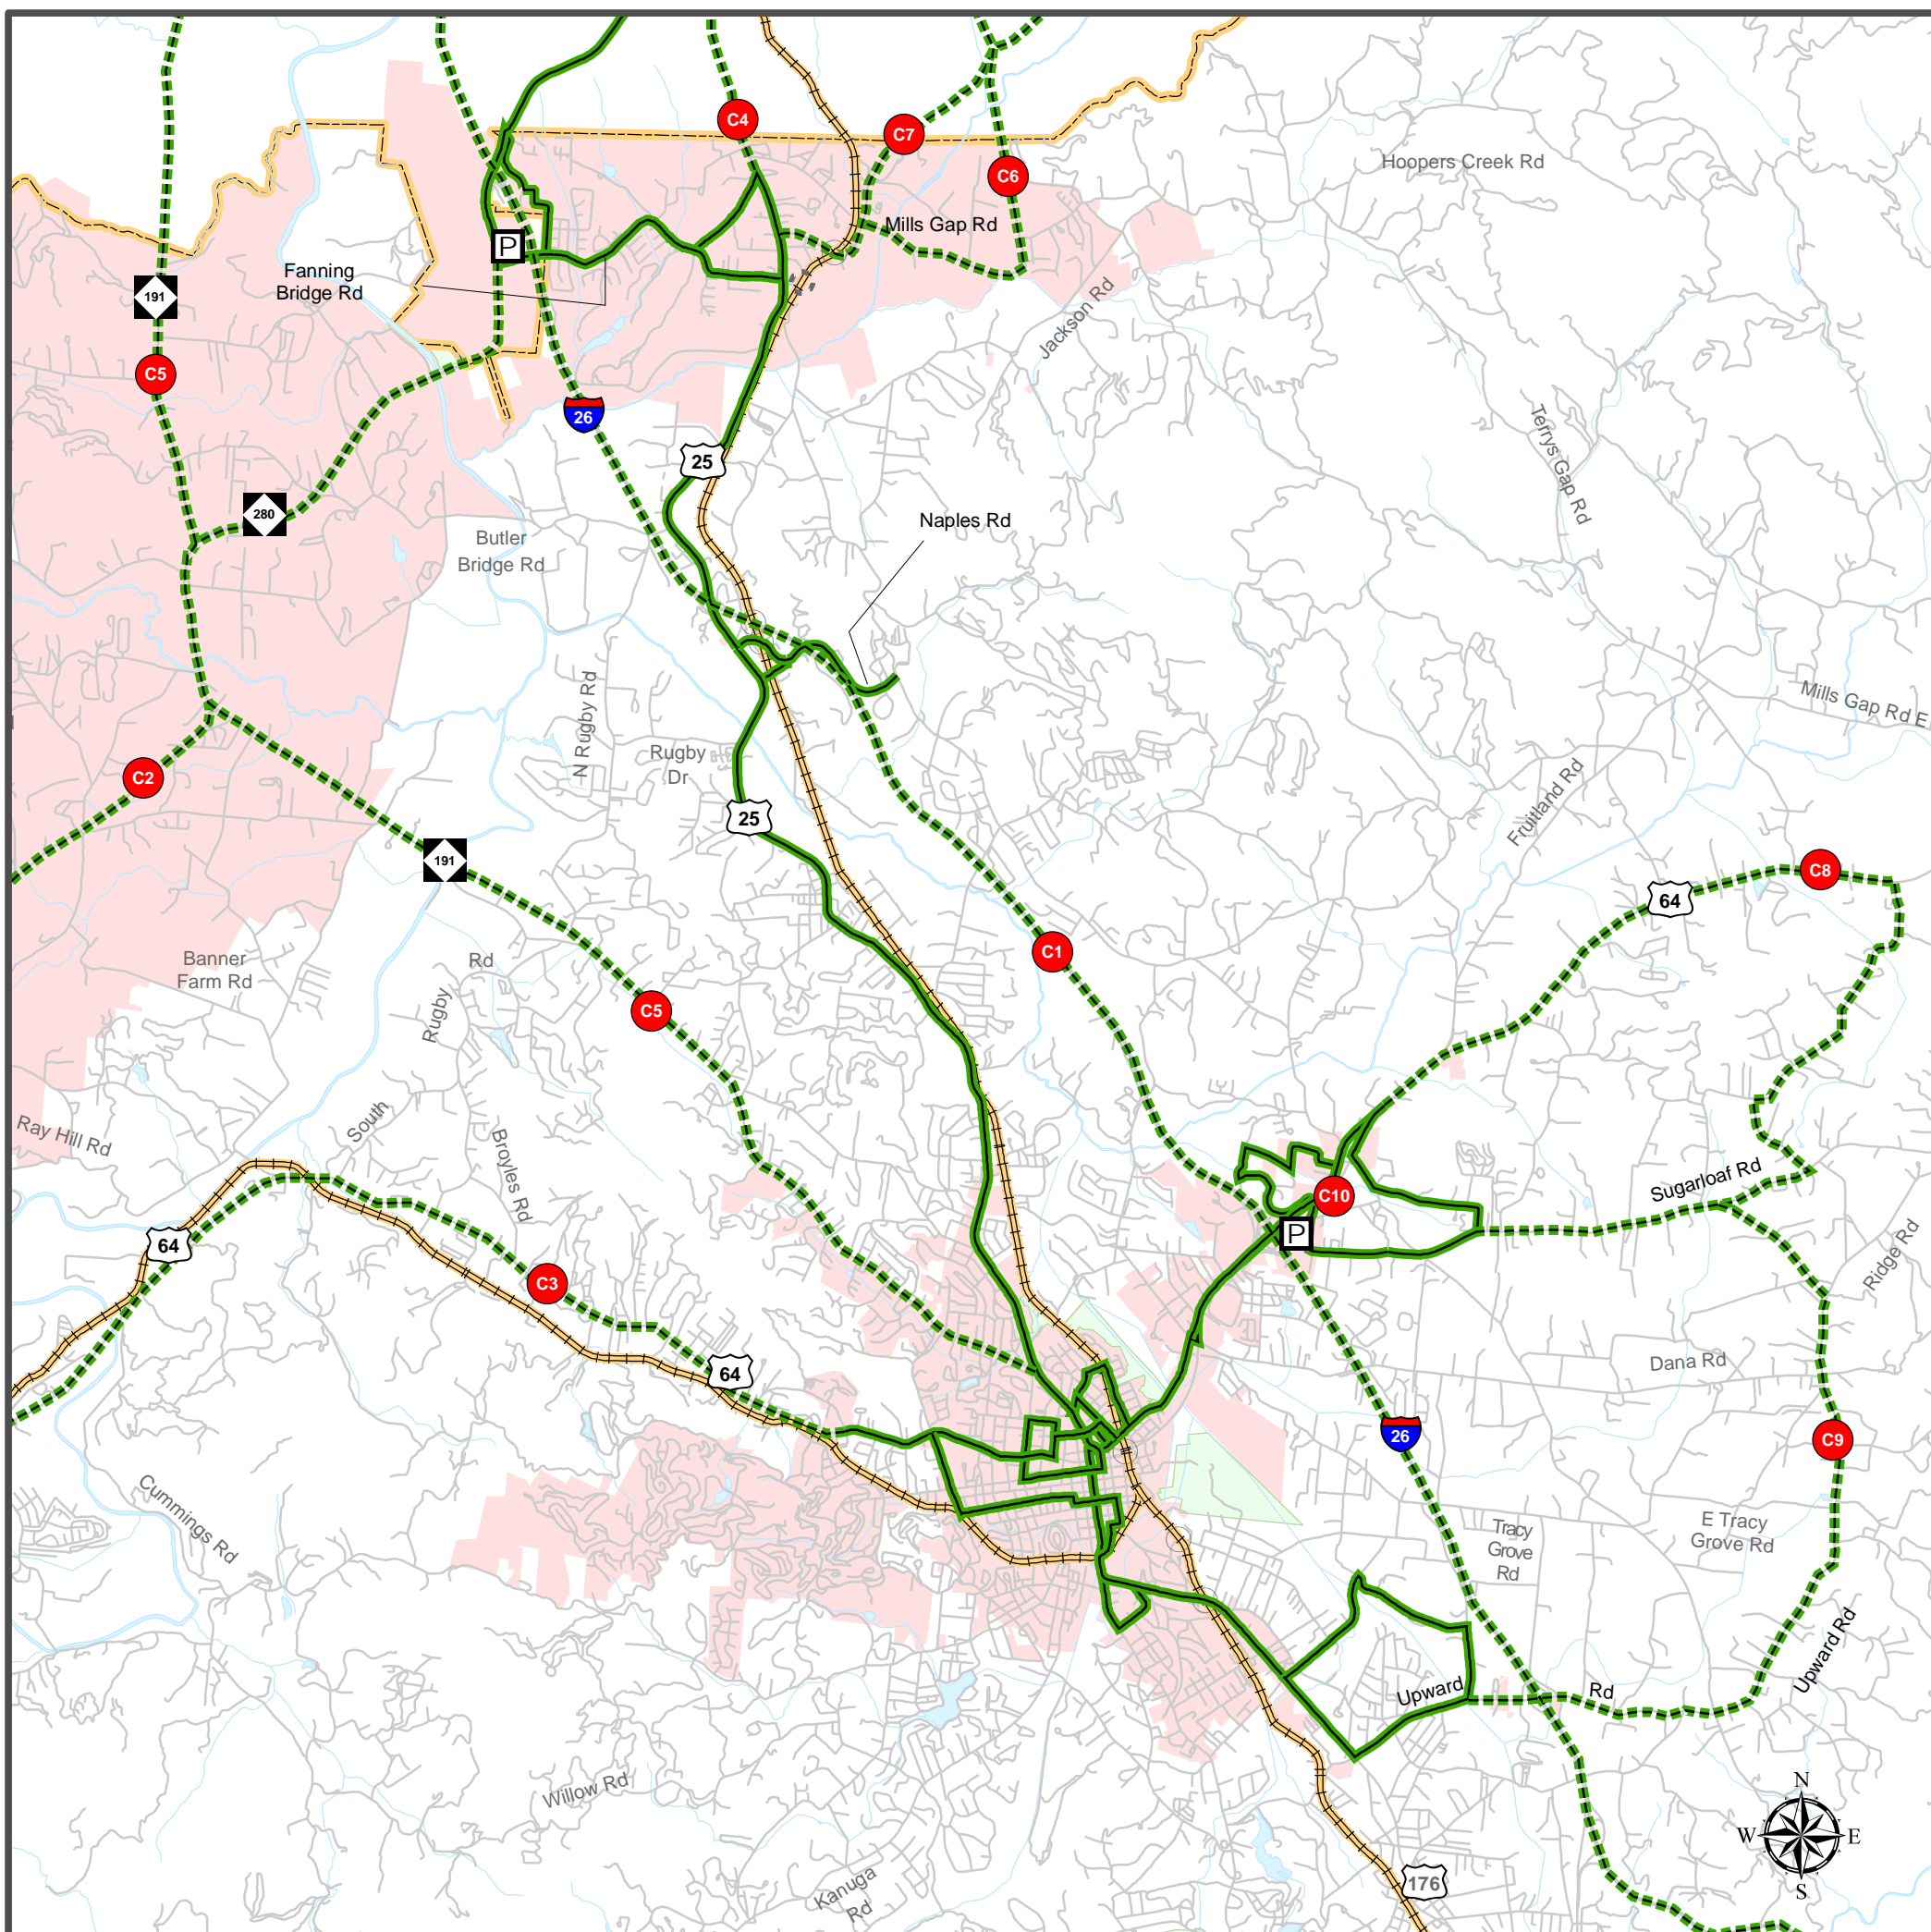 C4
C7
Hoopers Creek Rd
C6
Mills Gap Rd
P
Fanning
Bridge Rd
191
Jackson Rd
C5
26
Terrys Gap Rd
25
280
Naples Rd
Butler
Bridge Rd
N Rugby Rd
Mills Gap Rd E
Rugby
Dr
C2
Fruitland Rd
25
191
C8
64
Banner
Farm Rd
Rd
C1
Rugby
C5
South
Ray Hill Rd
Broyles Rd
Sugarloaf Rd
C10
P
64
Ridge Rd
C3
Dana Rd
64
26
C9
Cummings Rd
Tracy
Grove
Rd
E Tracy
Grove Rd
Upward Rd
Upward
Rd
Willow Rd
N
W
E
S
Kanuga
Rd
176